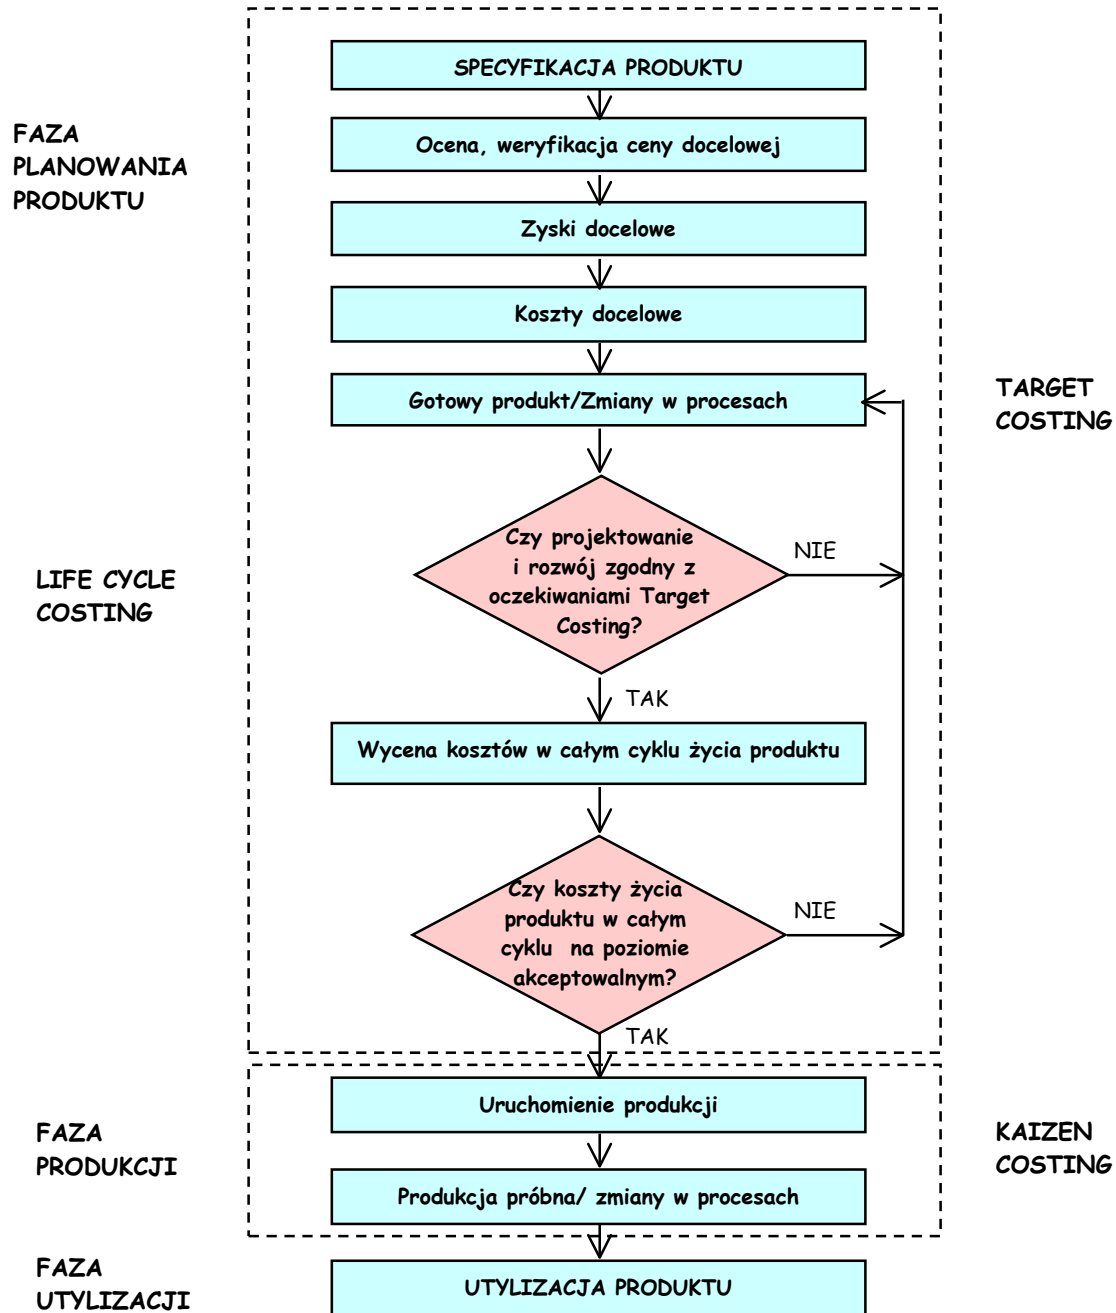 SPECYFIKACJA PRODUKTU
FAZA
PLANOWANIA
PRODUKTU
Ocena, weryfikacja ceny docelowej
Zyski docelowe
Koszty docelowe
Gotowy produkt/Zmiany w procesach
TARGET
COSTING
Czy projektowanie
i rozwój zgodny z
oczekiwaniami Target
Costing?
NIE
LIFE CYCLE
COSTING
TAK
Wycena kosztów w całym cyklu życia produktu
Czy koszty życia
produktu w całym
cyklu na poziomie
akceptowalnym?
NIE
TAK
Uruchomienie produkcji
FAZA
PRODUKCJI
KAIZEN
COSTING
Produkcja próbna/ zmiany w procesach
FAZA
UTYLIZACJI
UTYLIZACJA PRODUKTU